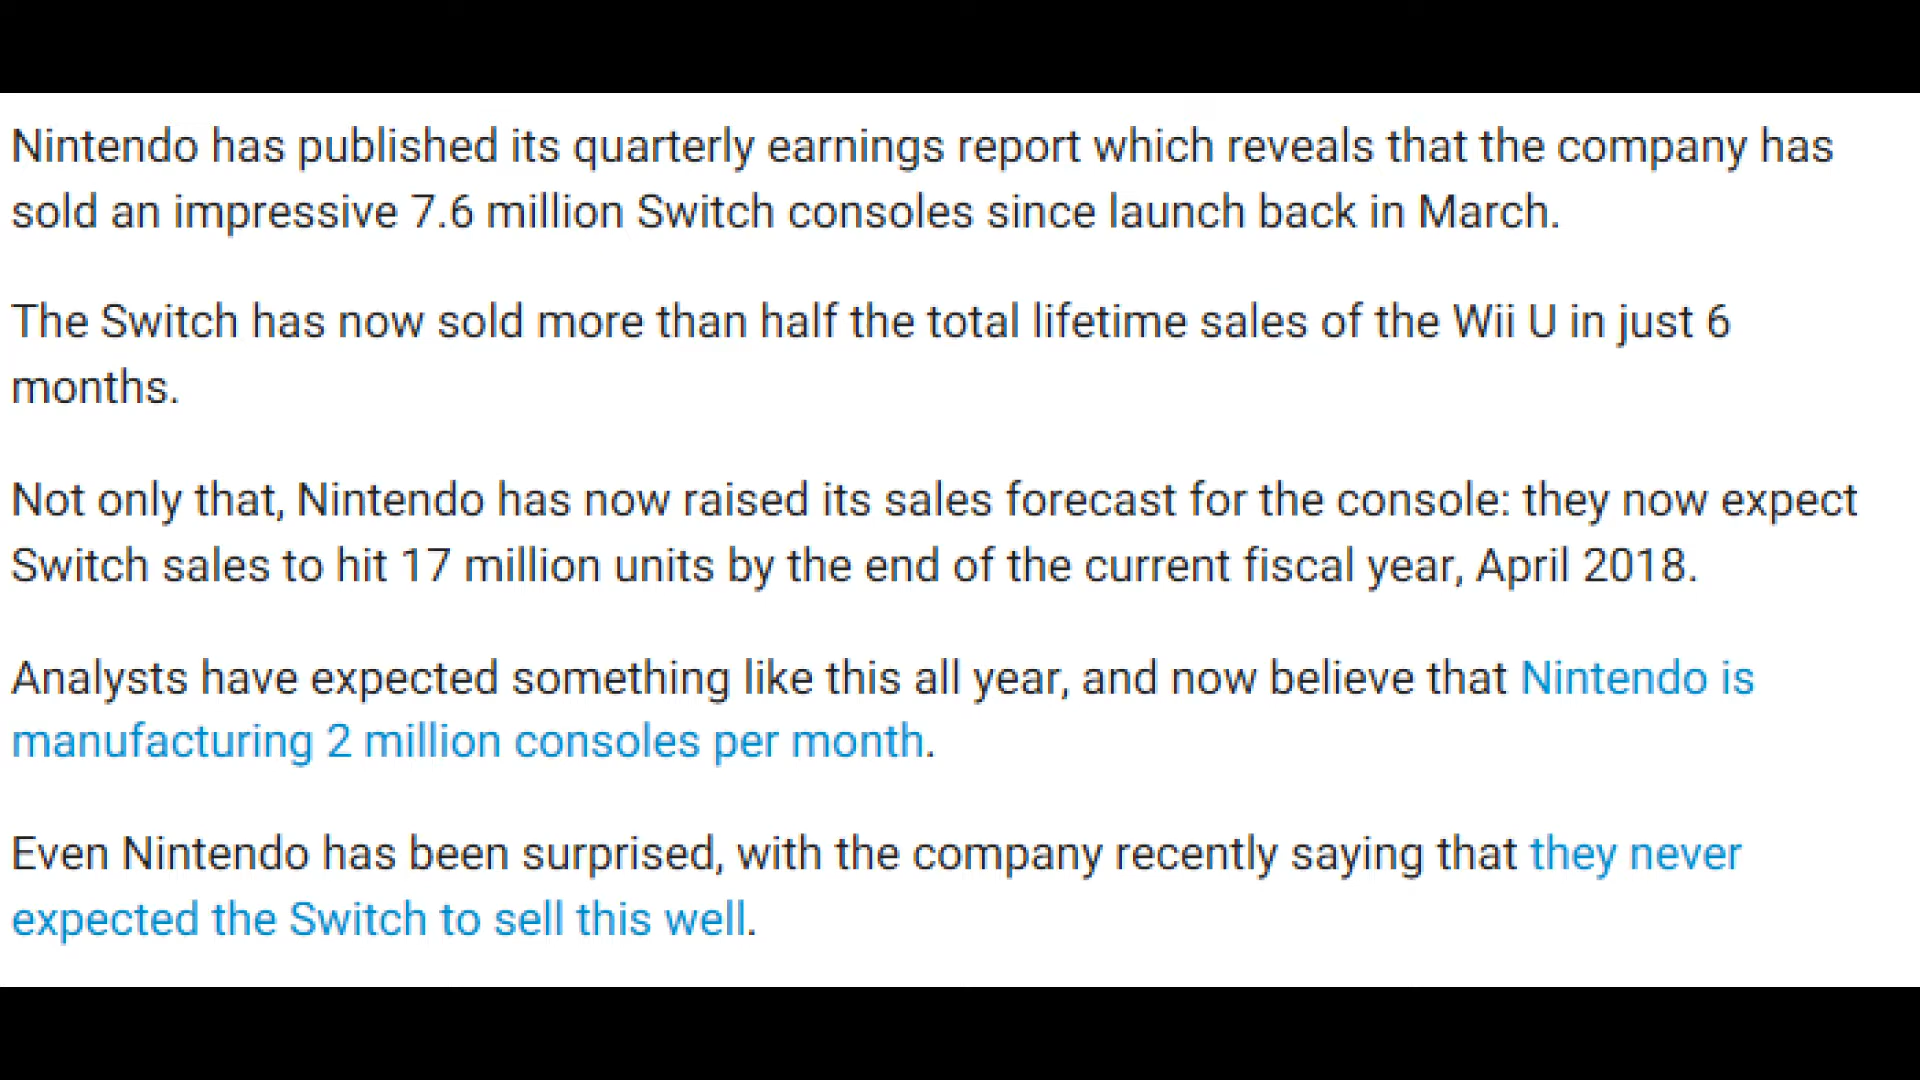 Nintendo has published its quarterly earnings report which reveals that the company has
sold an impressive 7.6 million Switch consoles since launch back in March.
The Switch has now sold more than half the total lifetime sales of the Wii U in just 6
months.
Not only that, Nintendo has now raised its sales forecast for the console: they now expect
Switch sales to hit 17 million units by the end of the current fiscal year, April 2018.
Analysts have expected something like this all year, and now believe that Nintendo is
manufacturing 2 million consoles per month.
Even Nintendo has been surprised, with the company recently saying that they never
expected the Switch to sell this well.